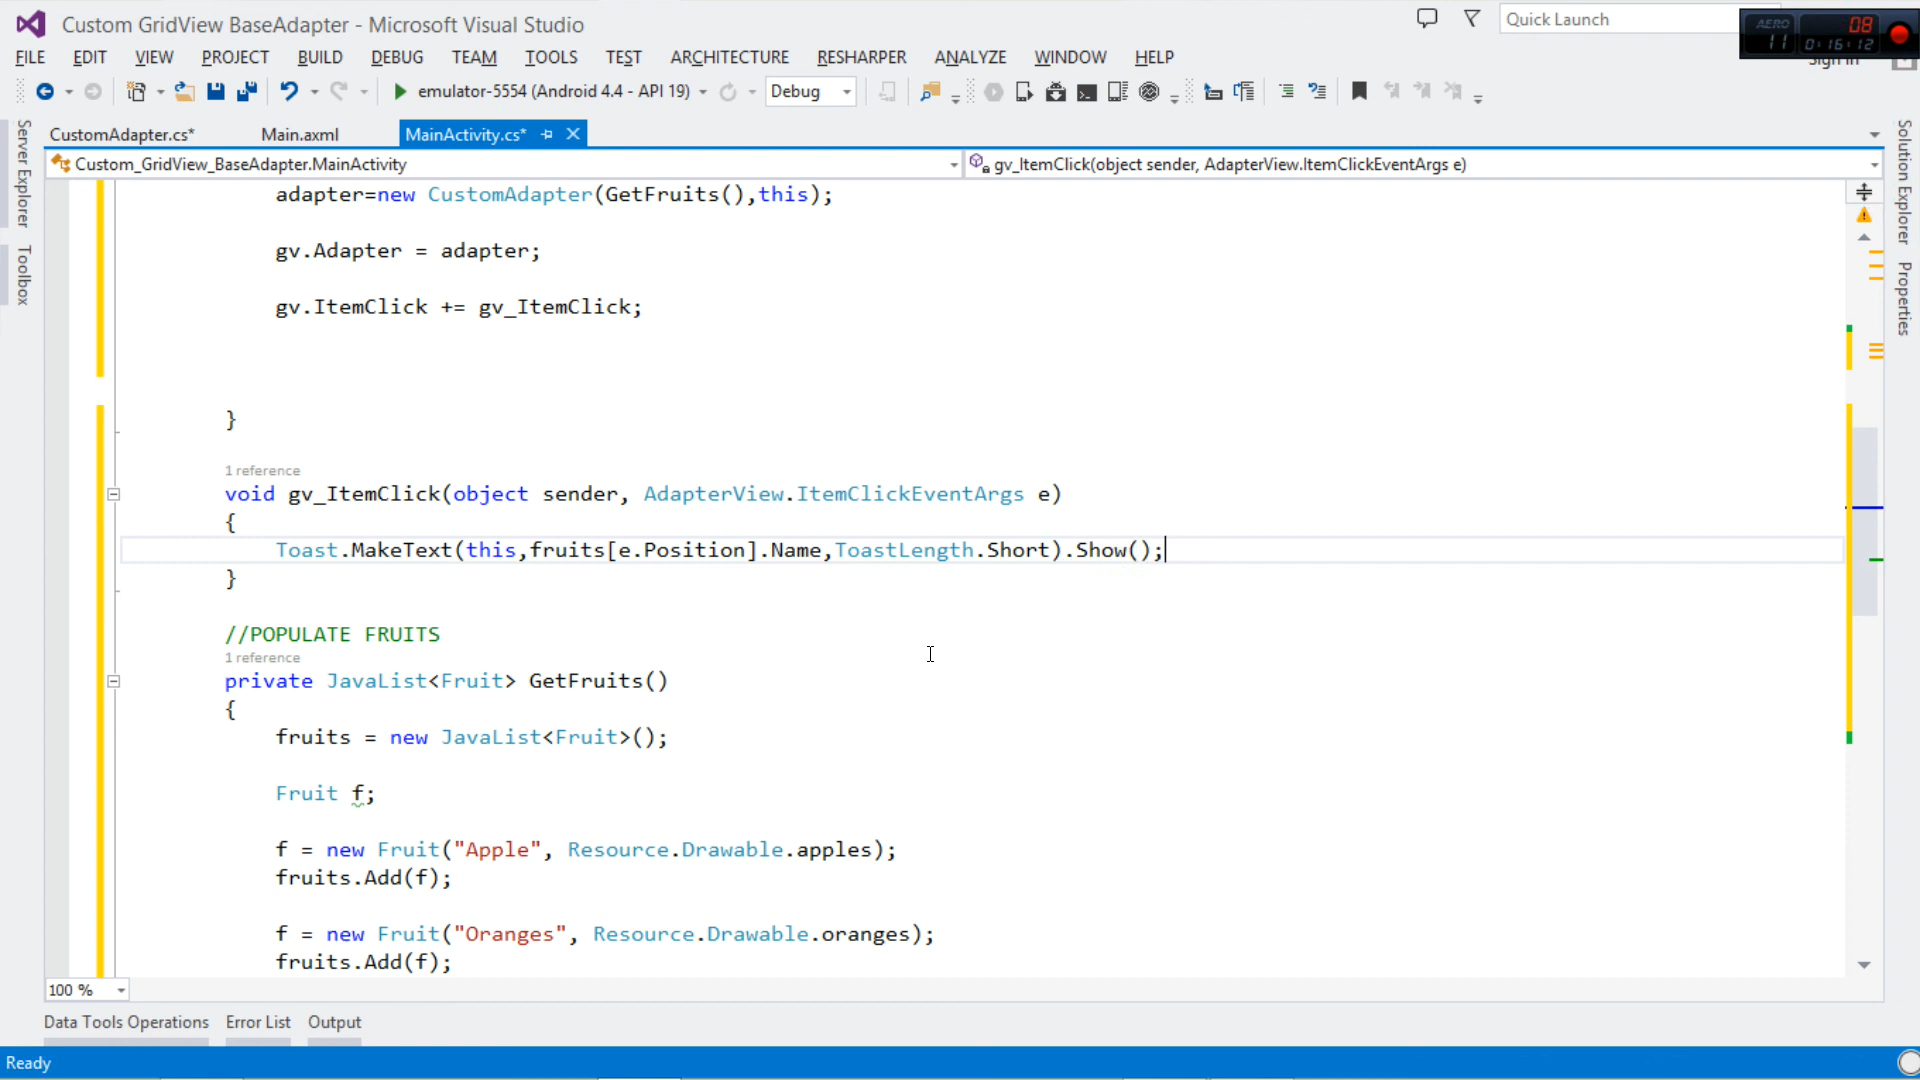 Custom GridView BaseAdapter - Microsoft Visual Studio
Quick Launch
AERO
11
08
0:16:12
FILE EDIT VIEW PROJECT BUILD DEBUG TEAM TOOLS TEST ARCHITECTURE RESHARPER ANALYZE WINDOW HELP
Sign in
emulator-5554 (Android 4.4 - API 19)
Debug
CustomAdapter.cs*
Main.axml
MainActivity.cs*
Custom_GridView_BaseAdapter.MainActivity
gv_ItemClick(object sender, AdapterView.ItemClickEventArgs e)
Server Explorer
Toolbox
Solution Explorer
Properties
adapter=new CustomAdapter(GetFruits(),this);
gv.Adapter = adapter;
gv.ItemClick += gv_ItemClick;
}
1 reference
void gv_ItemClick(object sender, AdapterView.ItemClickEventArgs e)
{
Toast.MakeText(this,fruits[e.Position].Name,ToastLength.Short).Show();
}
//POPULATE FRUITS
1 reference
private JavaList<Fruit> GetFruits()
{
fruits = new JavaList<Fruit>();
Fruit f;
f = new Fruit("Apple", Resource.Drawable.apples);
fruits.Add(f);
f = new Fruit("Oranges", Resource.Drawable.oranges);
fruits.Add(f);
100 %
Data Tools Operations
Error List
Output
Ready